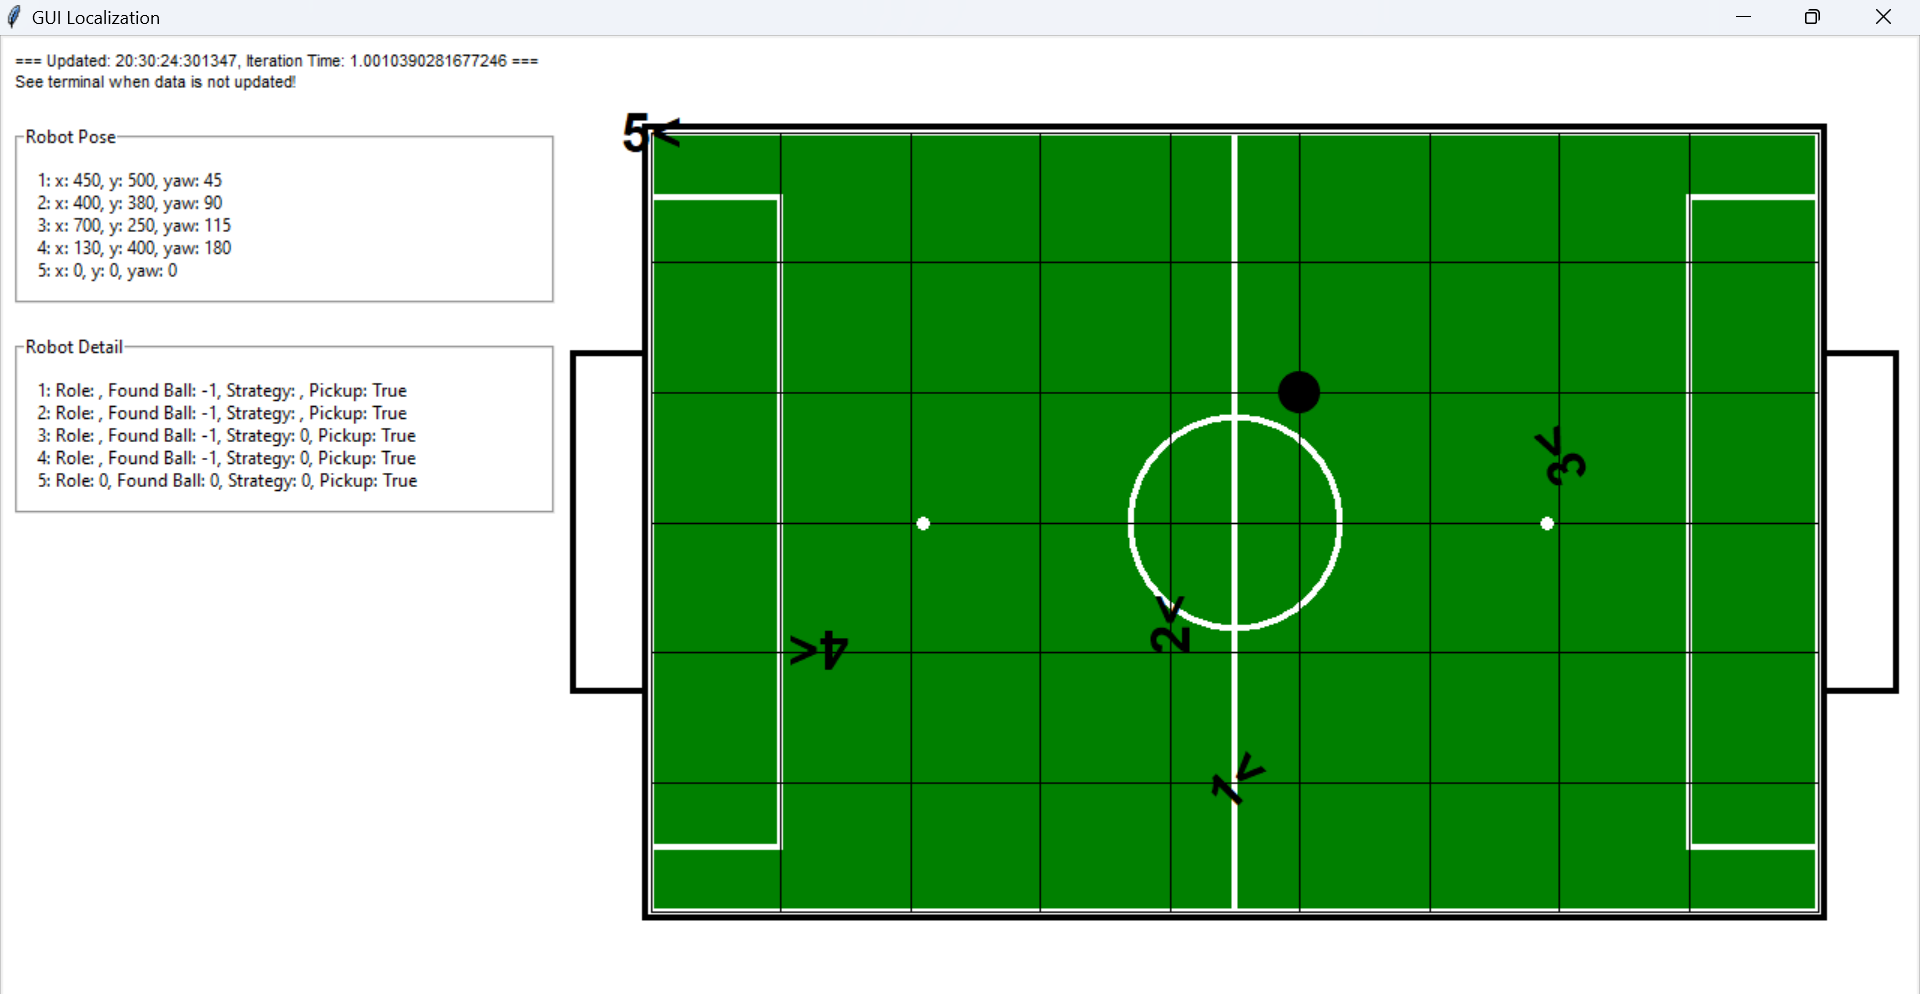 GUI Localization
=== Updated: 20:30:24:301347, Iteration Time: 1.0010390281677246 ===
See terminal when data is not updated!
Robot Pose
1: x: 450, y: 500, yaw: 45
2: x: 400, y: 380, yaw: 90
3: x: 700, y: 250, yaw: 115
4: x: 130, y: 400, yaw: 180
5: x: 0, y: 0, yaw: 0
Robot Detail
1: Role: , Found Ball: -1, Strategy: , Pickup: True
2: Role: , Found Ball: -1, Strategy: , Pickup: True
3: Role: , Found Ball: -1, Strategy: 0, Pickup: True
4: Role: , Found Ball: -1, Strategy: 0, Pickup: True
5: Role: 0, Found Ball: 0, Strategy: 0, Pickup: True
5<
3<
2<
4<
1<